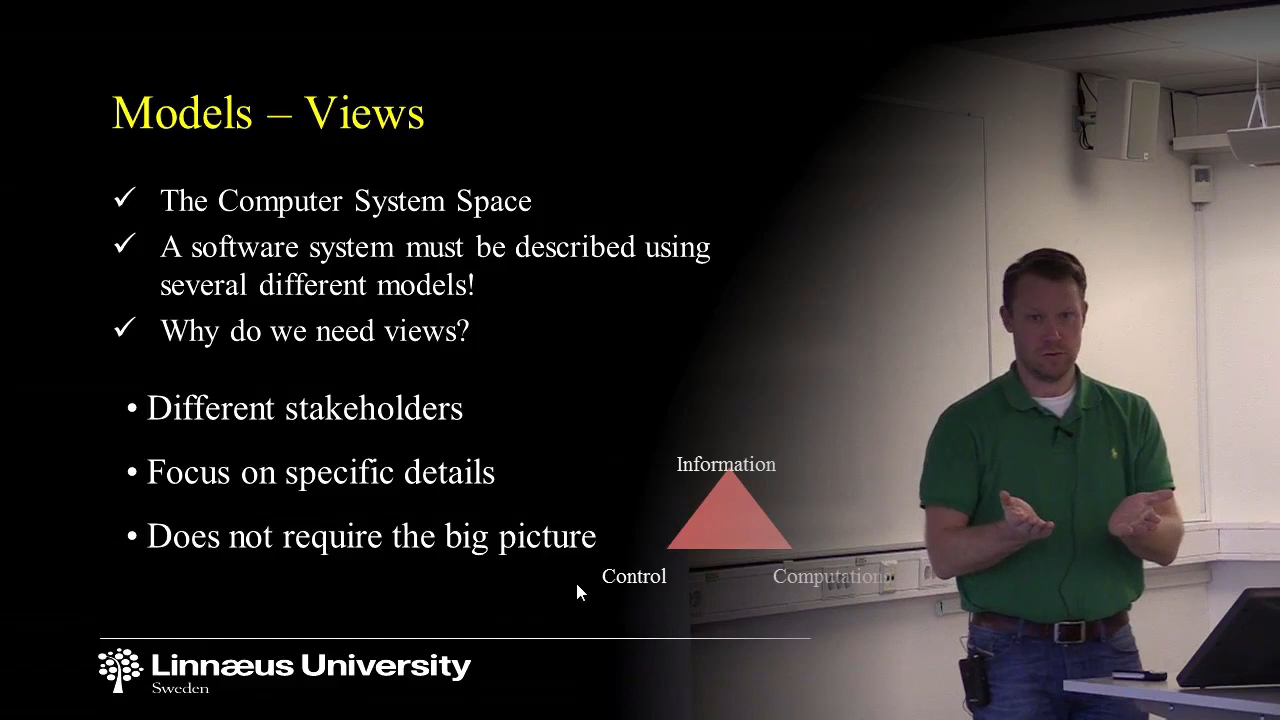 Models – Views
✓ The Computer System Space
✓ A software system must be described using
several different models!
✓ Why do we need views?
• Different stakeholders
• Focus on specific details
• Does not require the big picture
Information
Control
Computation
Linnæus University
Sweden